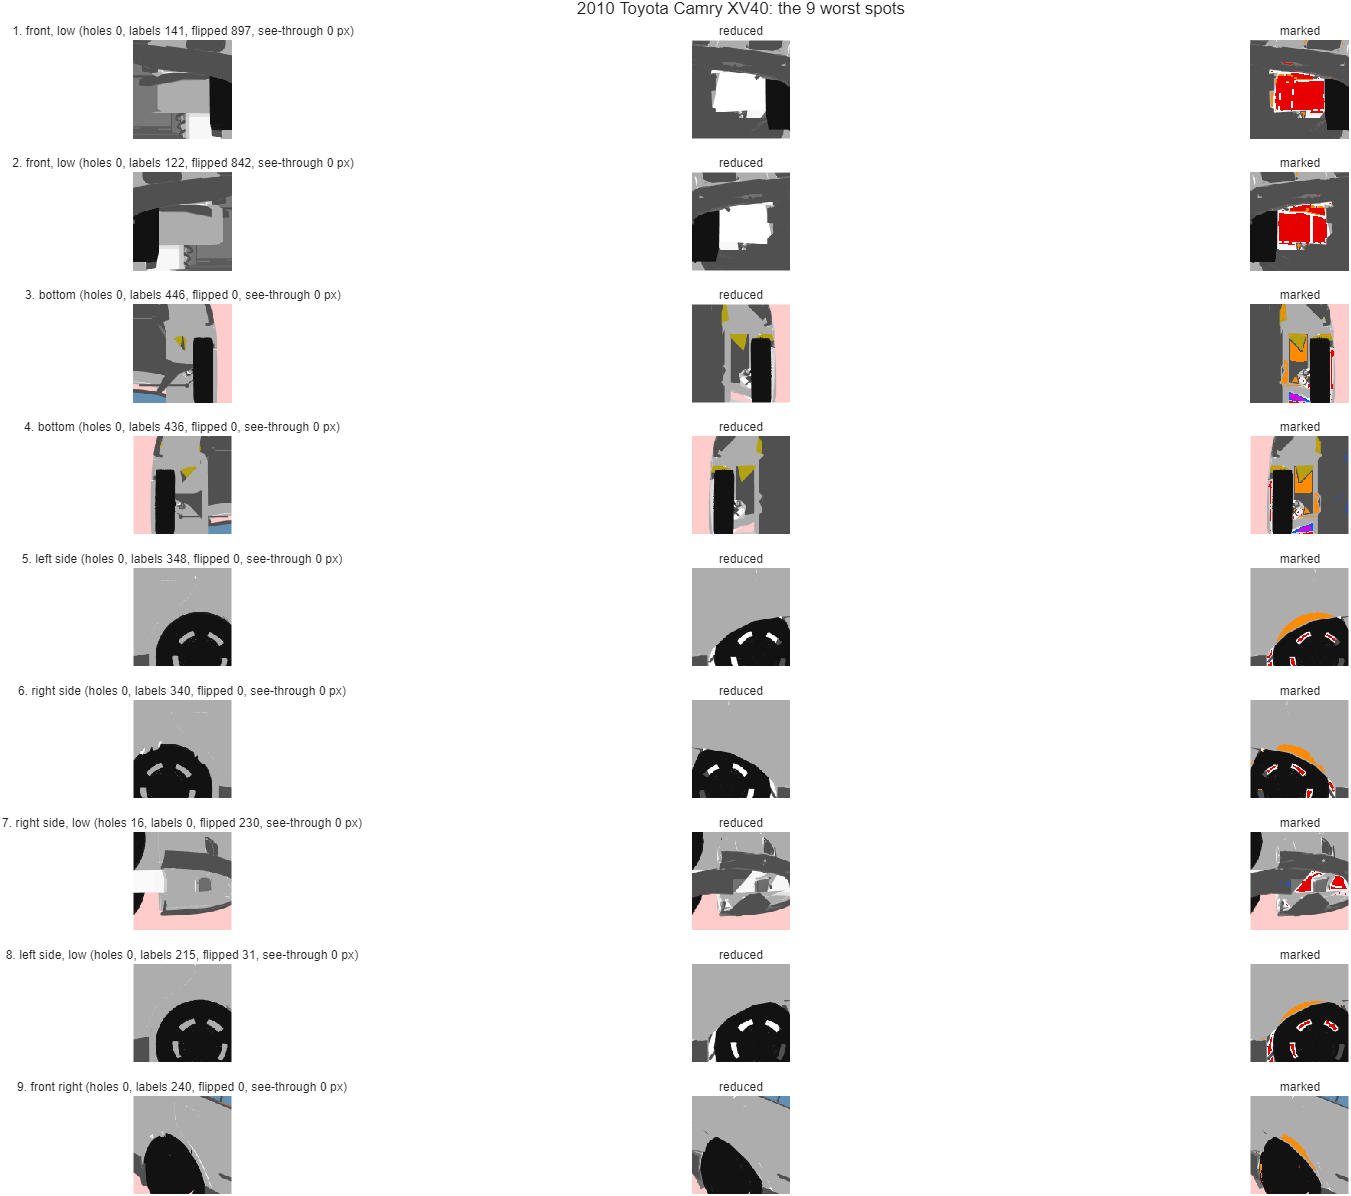 2010 Toyota Camry XV40: the 9 worst spots
1. front, low (holes 0, labels 141, flipped 897, see-through 0 px)
reduced
marked
2. front, low (holes 0, labels 122, flipped 842, see-through 0 px)
reduced
marked
3. bottom (holes 0, labels 446, flipped 0, see-through 0 px)
reduced
marked
4. bottom (holes 0, labels 436, flipped 0, see-through 0 px)
reduced
marked
5. left side (holes 0, labels 348, flipped 0, see-through 0 px)
reduced
marked
6. right side (holes 0, labels 340, flipped 0, see-through 0 px)
reduced
marked
7. right side, low (holes 16, labels 0, flipped 230, see-through 0 px)
reduced
marked
8. left side, low (holes 0, labels 215, flipped 31, see-through 0 px)
reduced
marked
9. front right (holes 0, labels 240, flipped 0, see-through 0 px)
reduced
marked